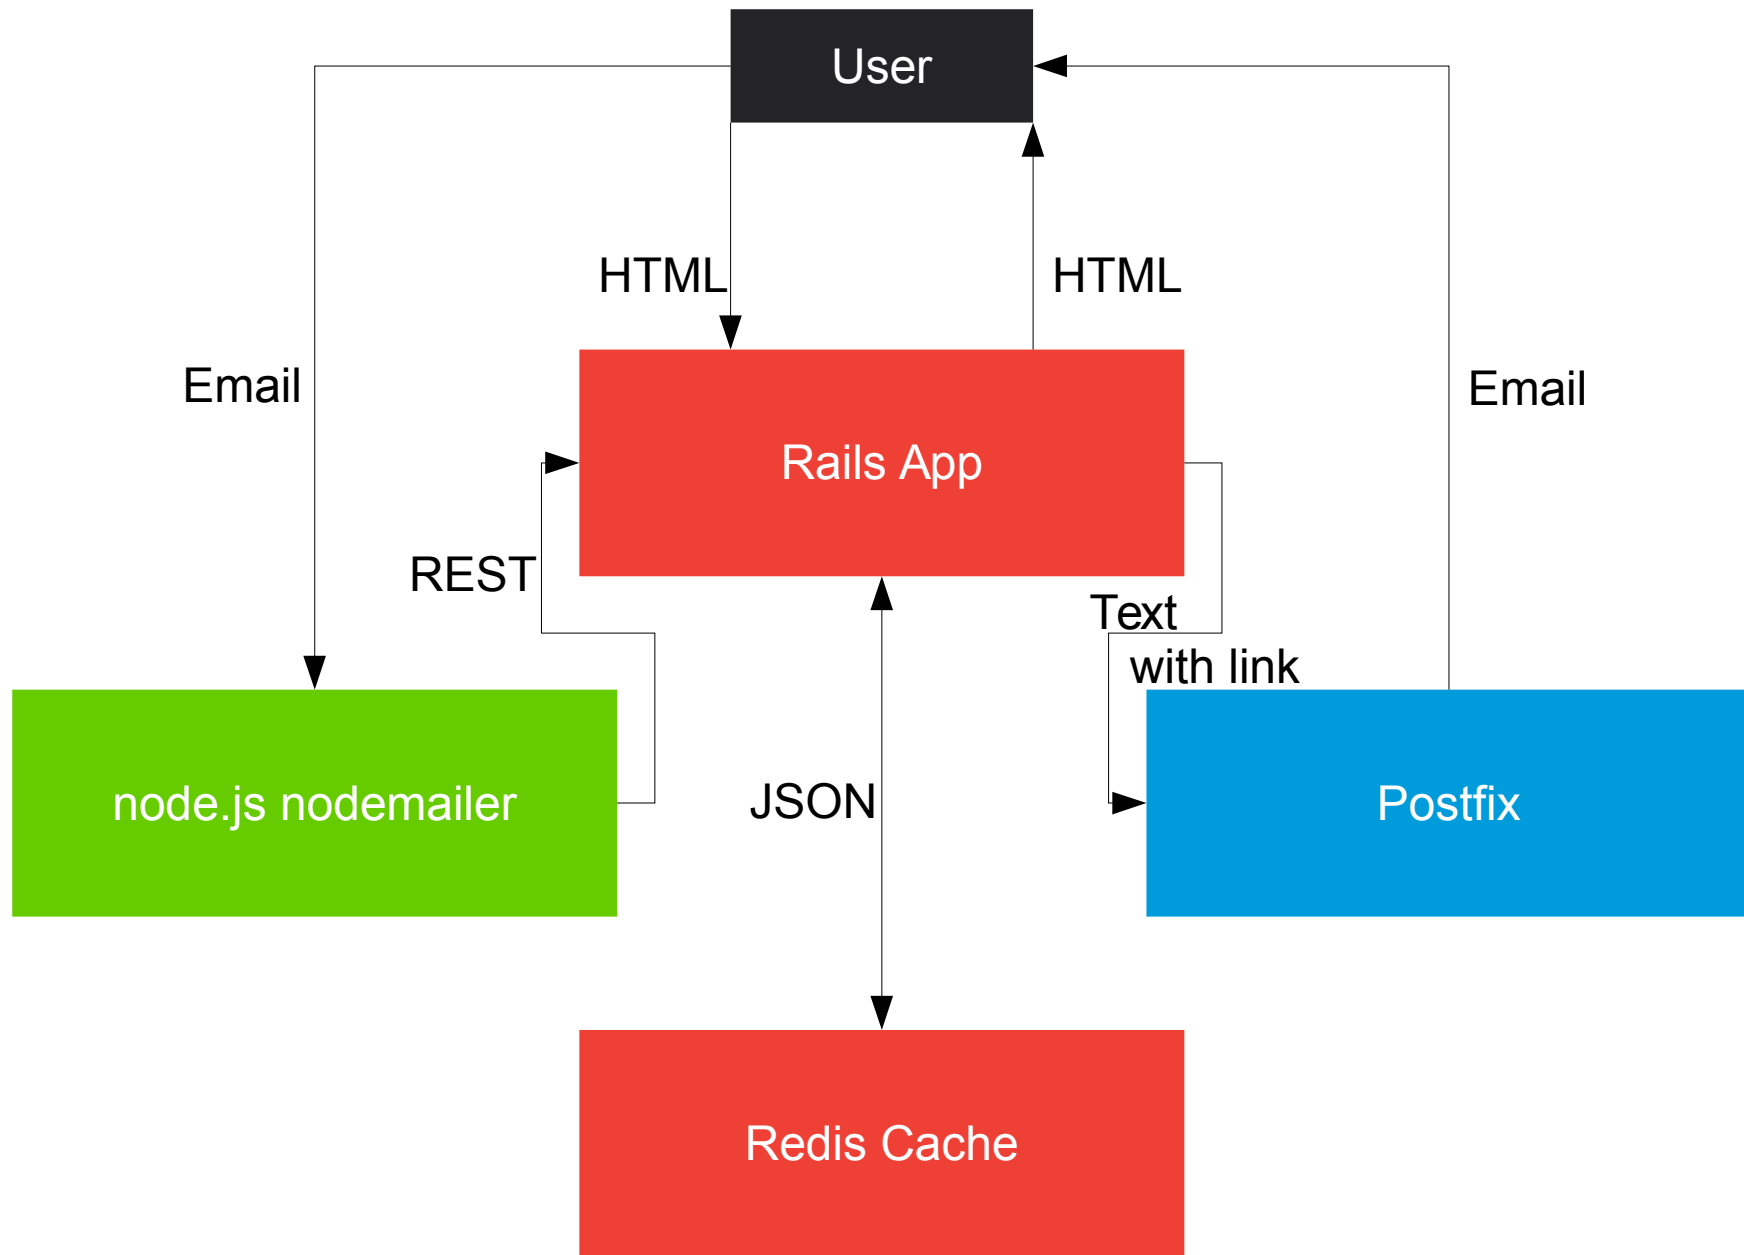 User
HTML
HTML
Email
Email
Rails App
REST
Text
with link
node.js nodemailer
JSON
Postfix
Redis Cache